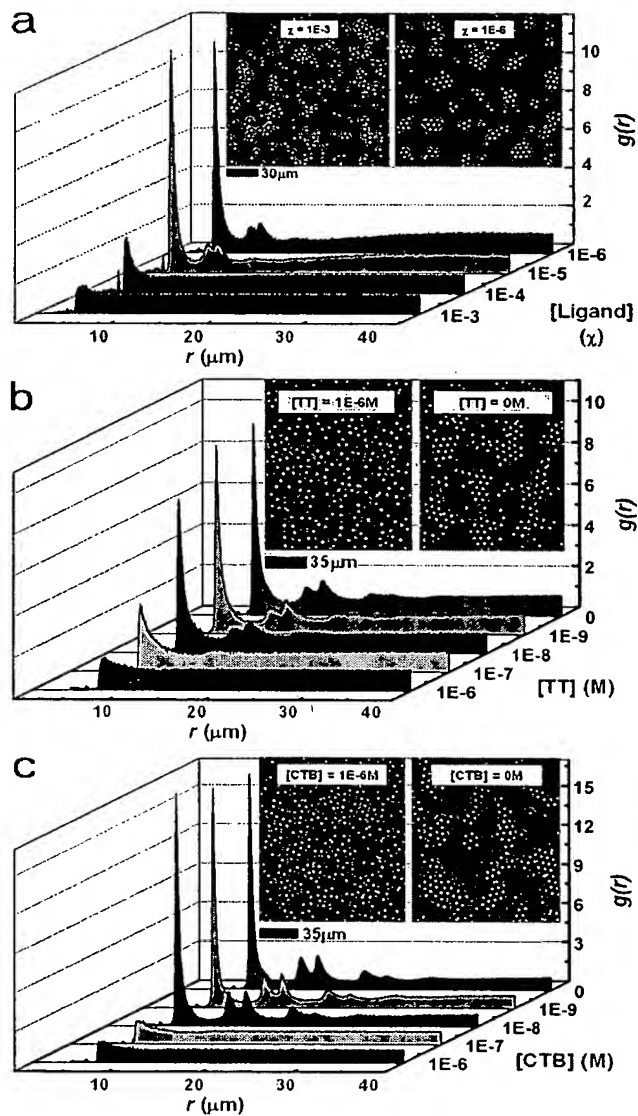 a
χ = 1E-3
χ = 1E-6
10
8
6
4
2
g(r)
30μm
1E-6
1E-5
1E-4
1E-3
[Ligand]
(χ)
10
20
30
40
r (μm)
b
[TT] = 1E-6M
[TT] = 0M
10
8
6
4
2
0
g(r)
35μm
1E-9
1E-8
1E-7
1E-6
[TT] (M)
10
20
30
40
r (μm)
c
[CTB] = 1E-6M
[CTB] = 0M
15
12
9
6
3
0
g(r)
35μm
1E-9
1E-8
1E-7
1E-6
[CTB] (M)
10
20
30
40
r (μm)